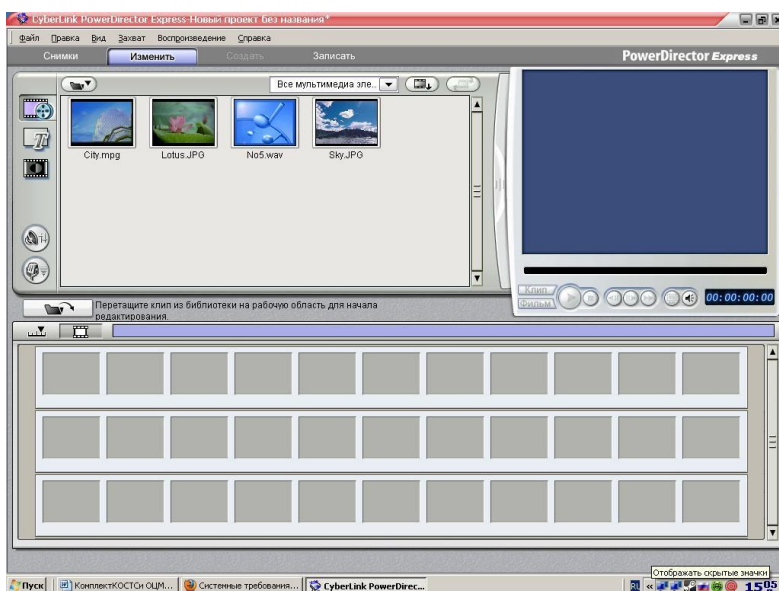 CyberLink PowerDirector Express-Новый проект без названия*
Файл Правка Вид Захват Воспроизведение Справка
Снимки Изменить Создать Записать PowerDirector Express
Все мультимедиа эле..
City.mpg Lotus.JPG No5.wav Sky.JPG
Клип
Фильм
00:00:00:00
Перетащите клип из библиотеки на рабочую область для начала
редактирования.
Отображать скрытые значки
Пуск КомплектКОСТСи ОЦМ... Системные требования... CyberLink PowerDirec... RU « 15:05